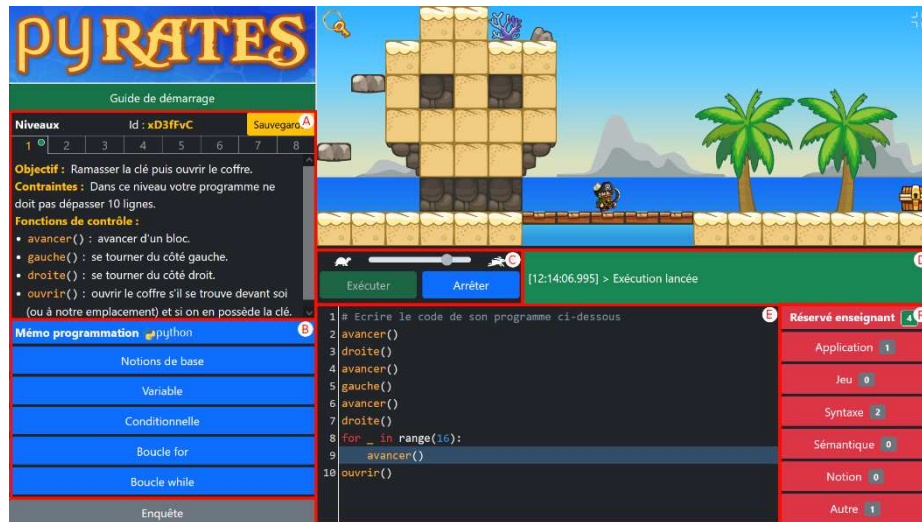 pyRATES
Guide de démarrage
Niveaux Id : xD3fFvC Sauvegard A
1 2 3 4 5 6 7 8
Objectif : Ramasser la clé puis ouvrir le coffre.
Contraintes : Dans ce niveau votre programme ne
doit pas dépasser 10 lignes.
Fonctions de contrôle :
• avancer() : avancer d'un bloc.
• gauche() : se tourner du côté gauche.
• droite() : se tourner du côté droit.
• ouvrir() : ouvrir le coffre s'il se trouve devant soi
(ou à notre emplacement) et si on en possède la clé.
Mémo programmation python B
Notions de base
Variable
Conditionnelle
Boucle for
Boucle while
Enquête
C
Exécuter Arrêter
D
[12:14:06.995] > Exécution lancée
E
1 # Ecrire le code de son programme ci-dessous
2 avancer()
3 droite()
4 avancer()
5 gauche()
6 avancer()
7 droite()
8 for _ in range(16):
9 avancer()
10 ouvrir()
Réservé enseignant 4 F
Application 1
Jeu 0
Syntaxe 2
Sémantique 0
Notion 0
Autre 1